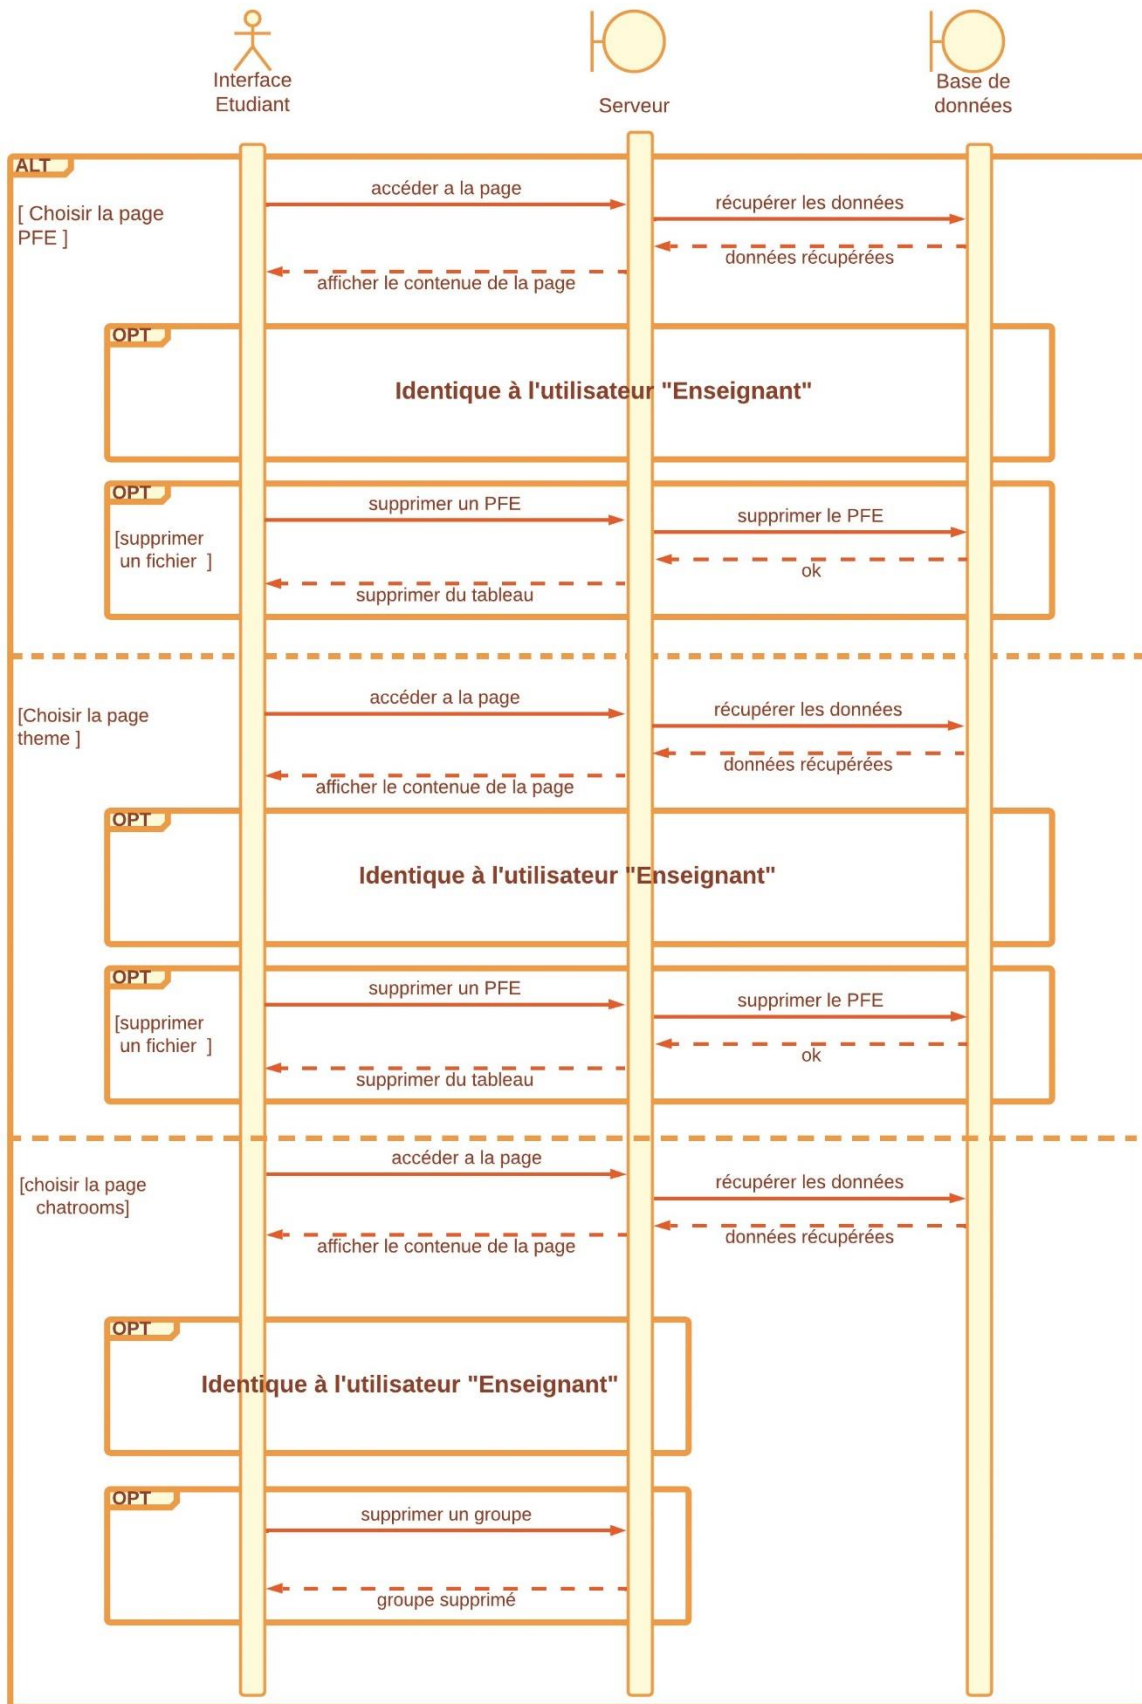 Interface
Etudiant
Serveur
Base de
données
ALT
[ Choisir la page
PFE ]
accéder a la page
récupérer les données
données récupérées
afficher le contenue de la page
OPT
Identique à l'utilisateur "Enseignant"
OPT
[supprimer
un fichier ]
supprimer un PFE
supprimer le PFE
ok
supprimer du tableau
[Choisir la page
theme ]
accéder a la page
récupérer les données
données récupérées
afficher le contenue de la page
OPT
Identique à l'utilisateur "Enseignant"
OPT
[supprimer
un fichier ]
supprimer un PFE
supprimer le PFE
ok
supprimer du tableau
[choisir la page
chatrooms]
accéder a la page
récupérer les données
données récupérées
afficher le contenue de la page
OPT
Identique à l'utilisateur "Enseignant"
OPT
supprimer un groupe
groupe supprimé